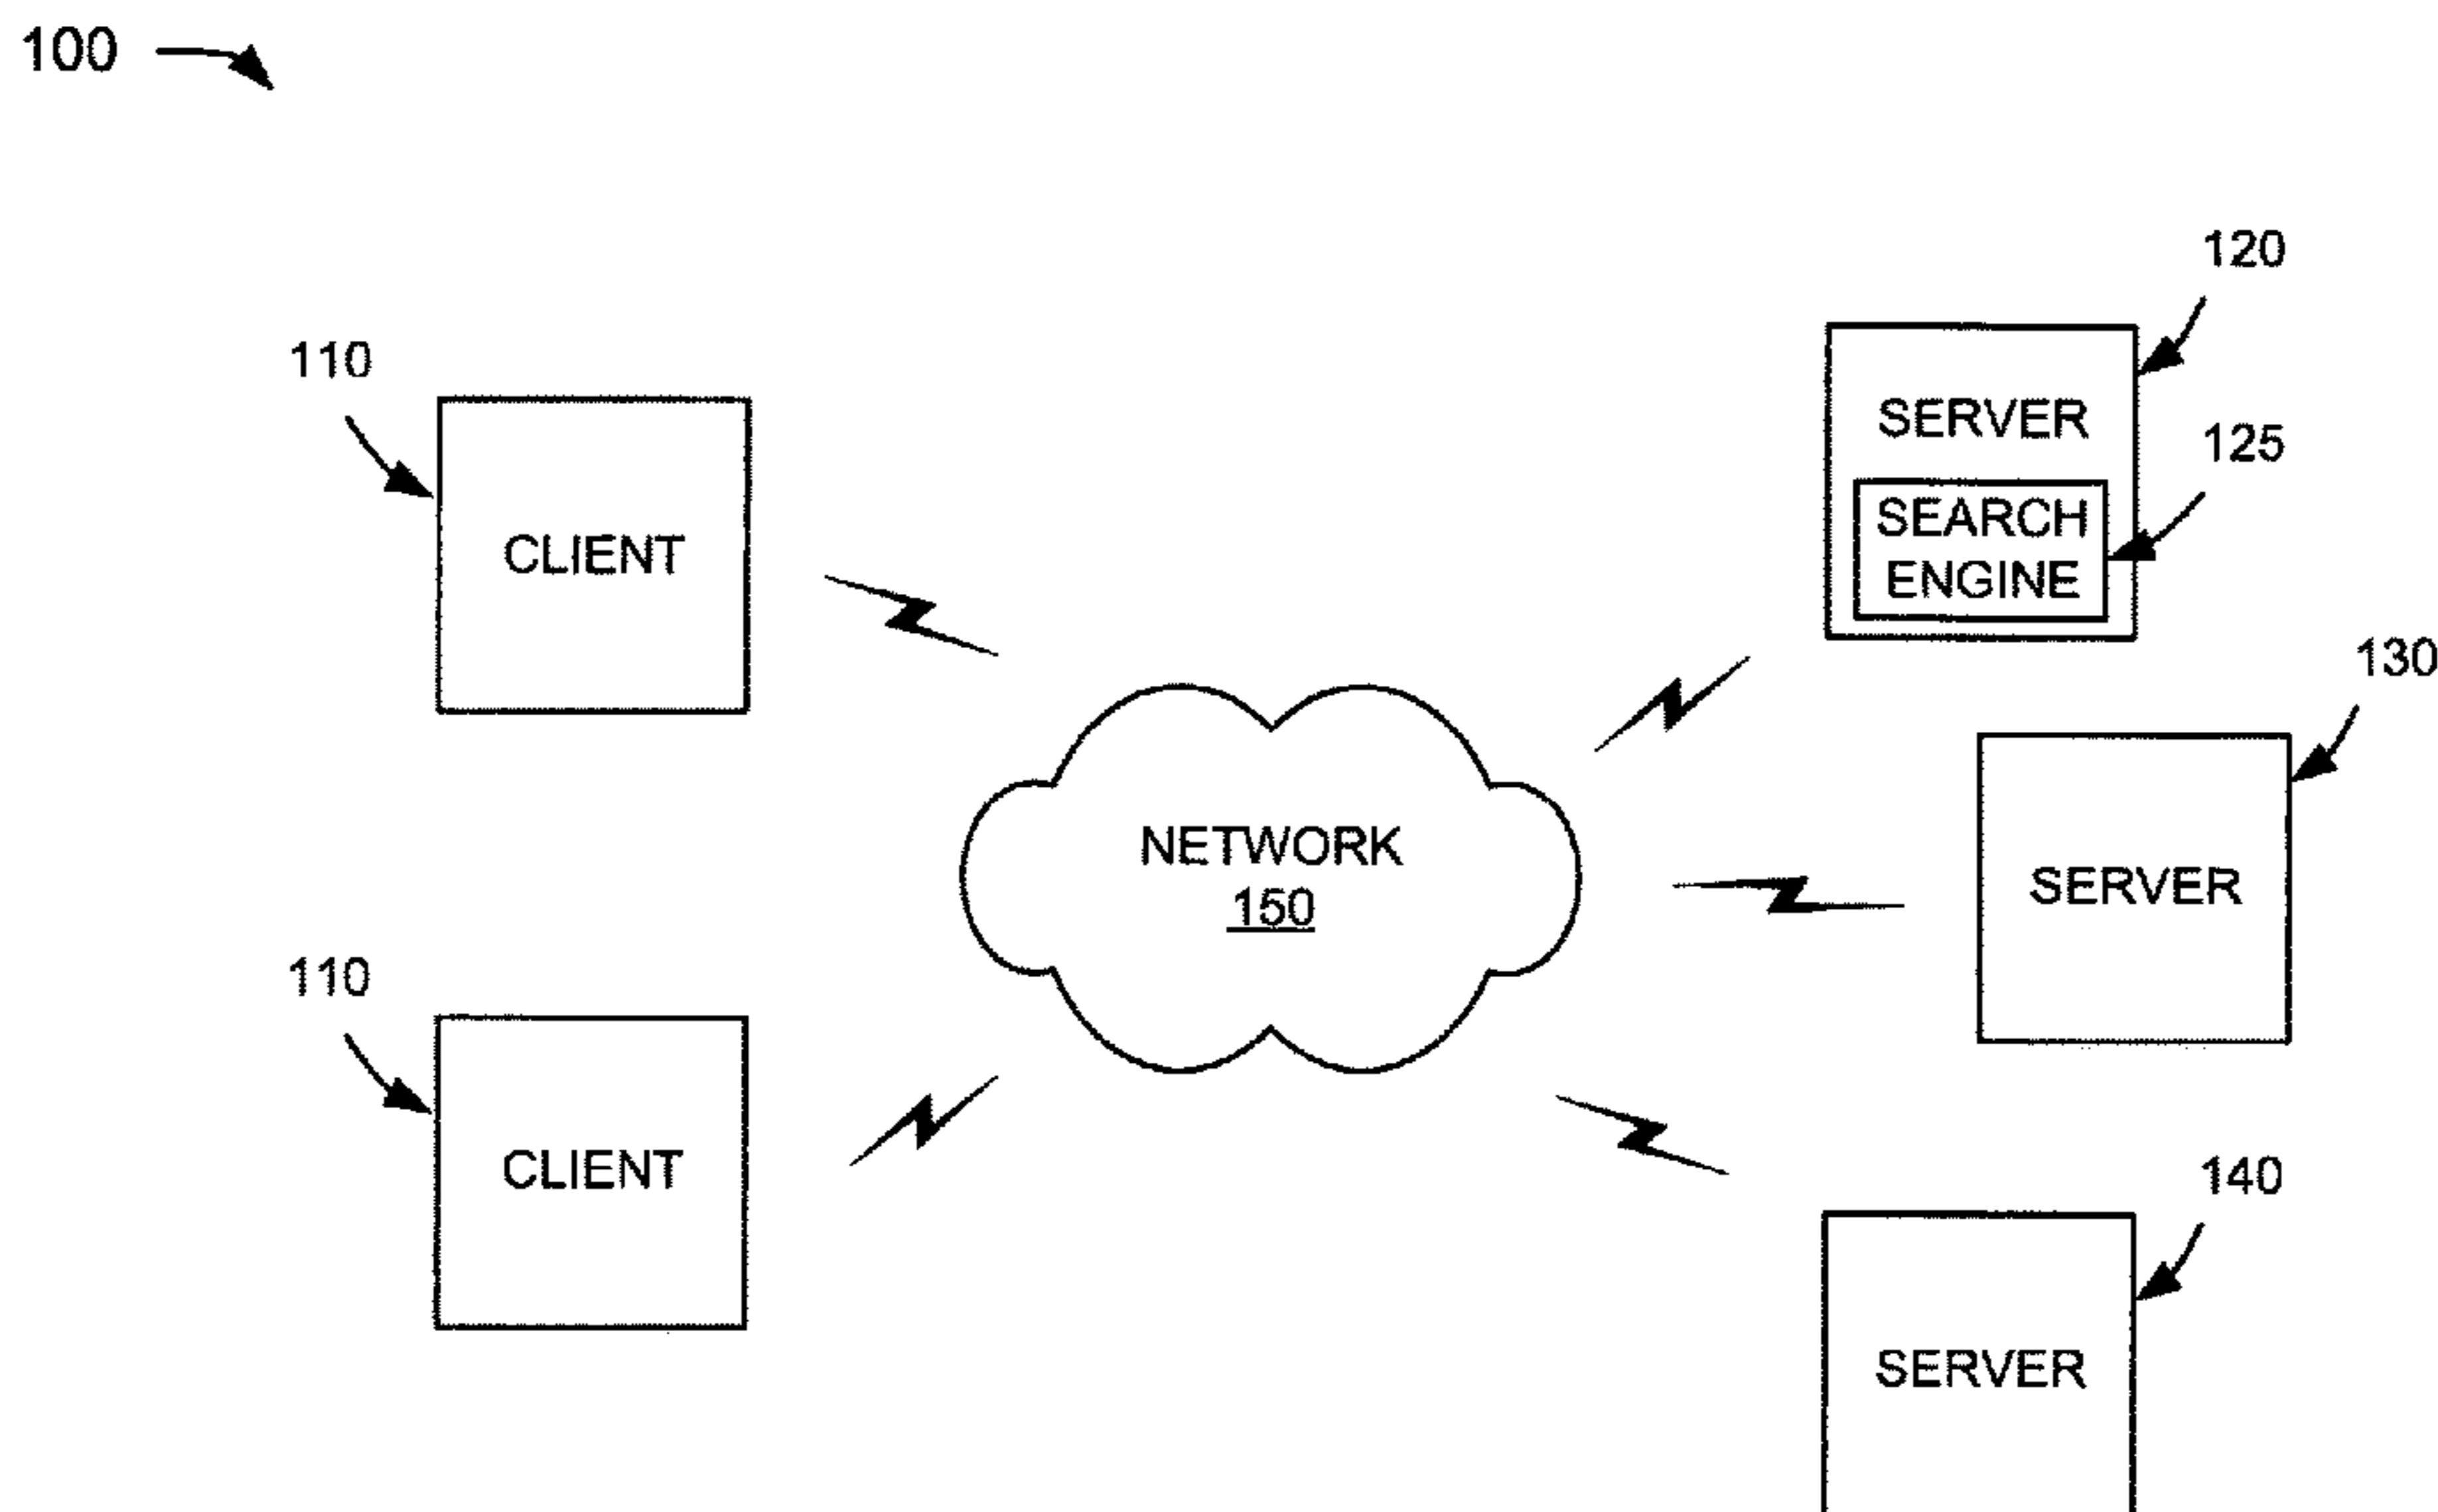 100
120
110
SERVER
125
SEARCH
ENGINE
CLIENT
130
NETWORK
150
SERVER
110
CLIENT
140
SERVER